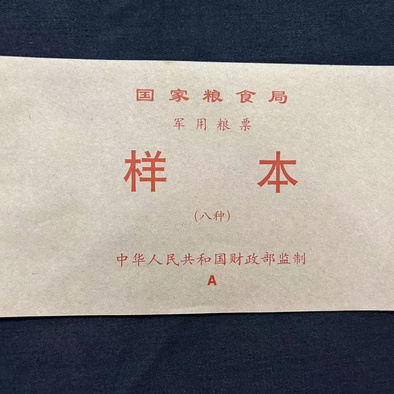 国家粮食局
军用粮票
样 本
(八种)
中华人民共和国财政部监制
A